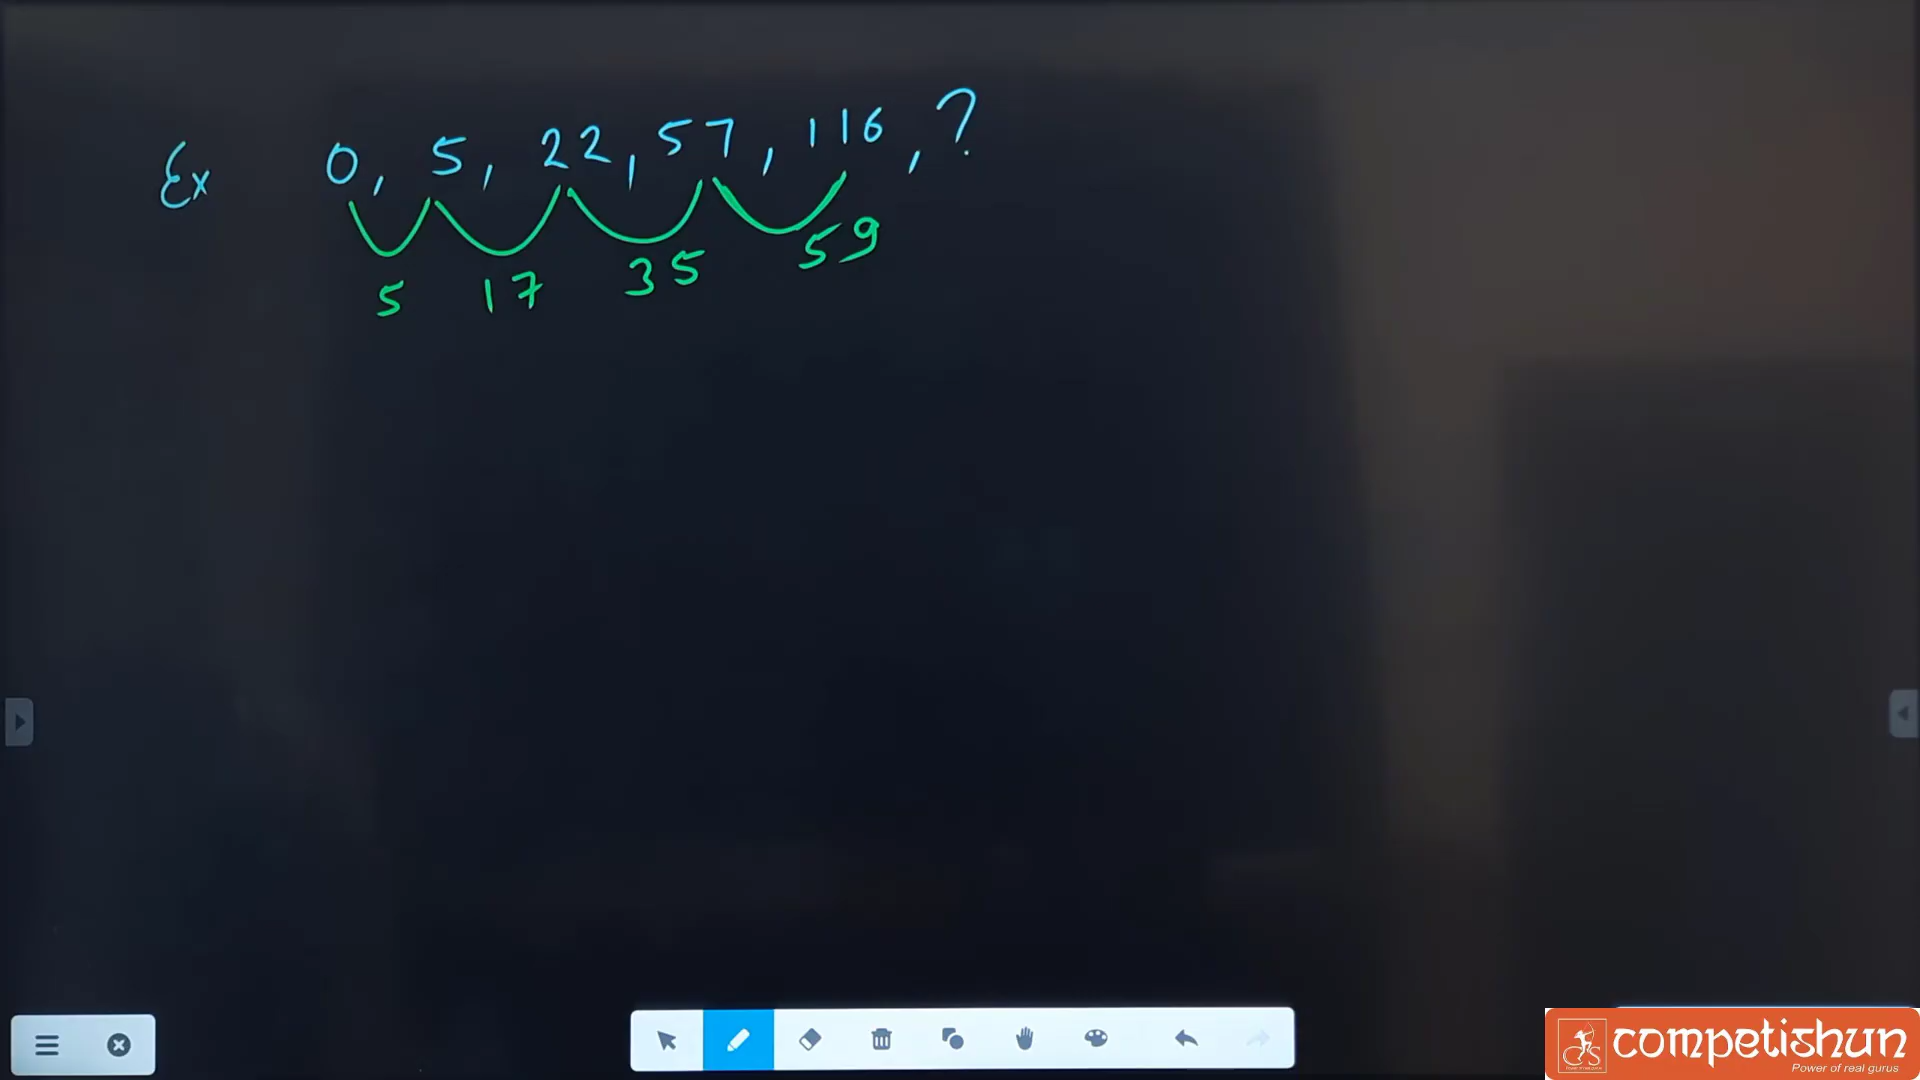 Ex 0, 5, 22, 57, 116, ?
5 17 35 59
competishun
Power of real gurus